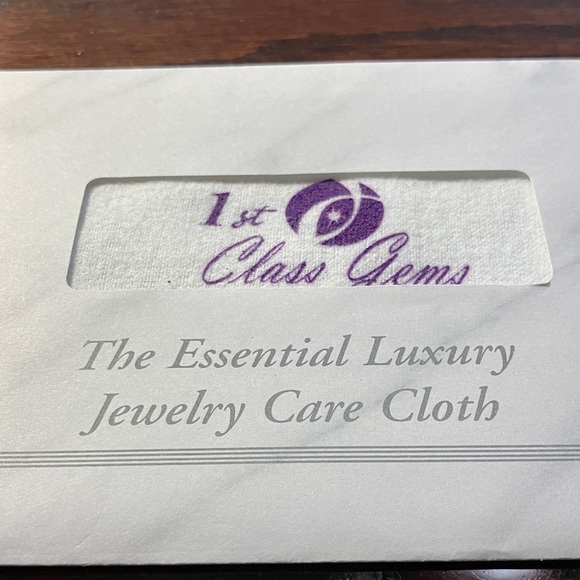 1st
Class Gems
The Essential Luxury
Jewelry Care Cloth